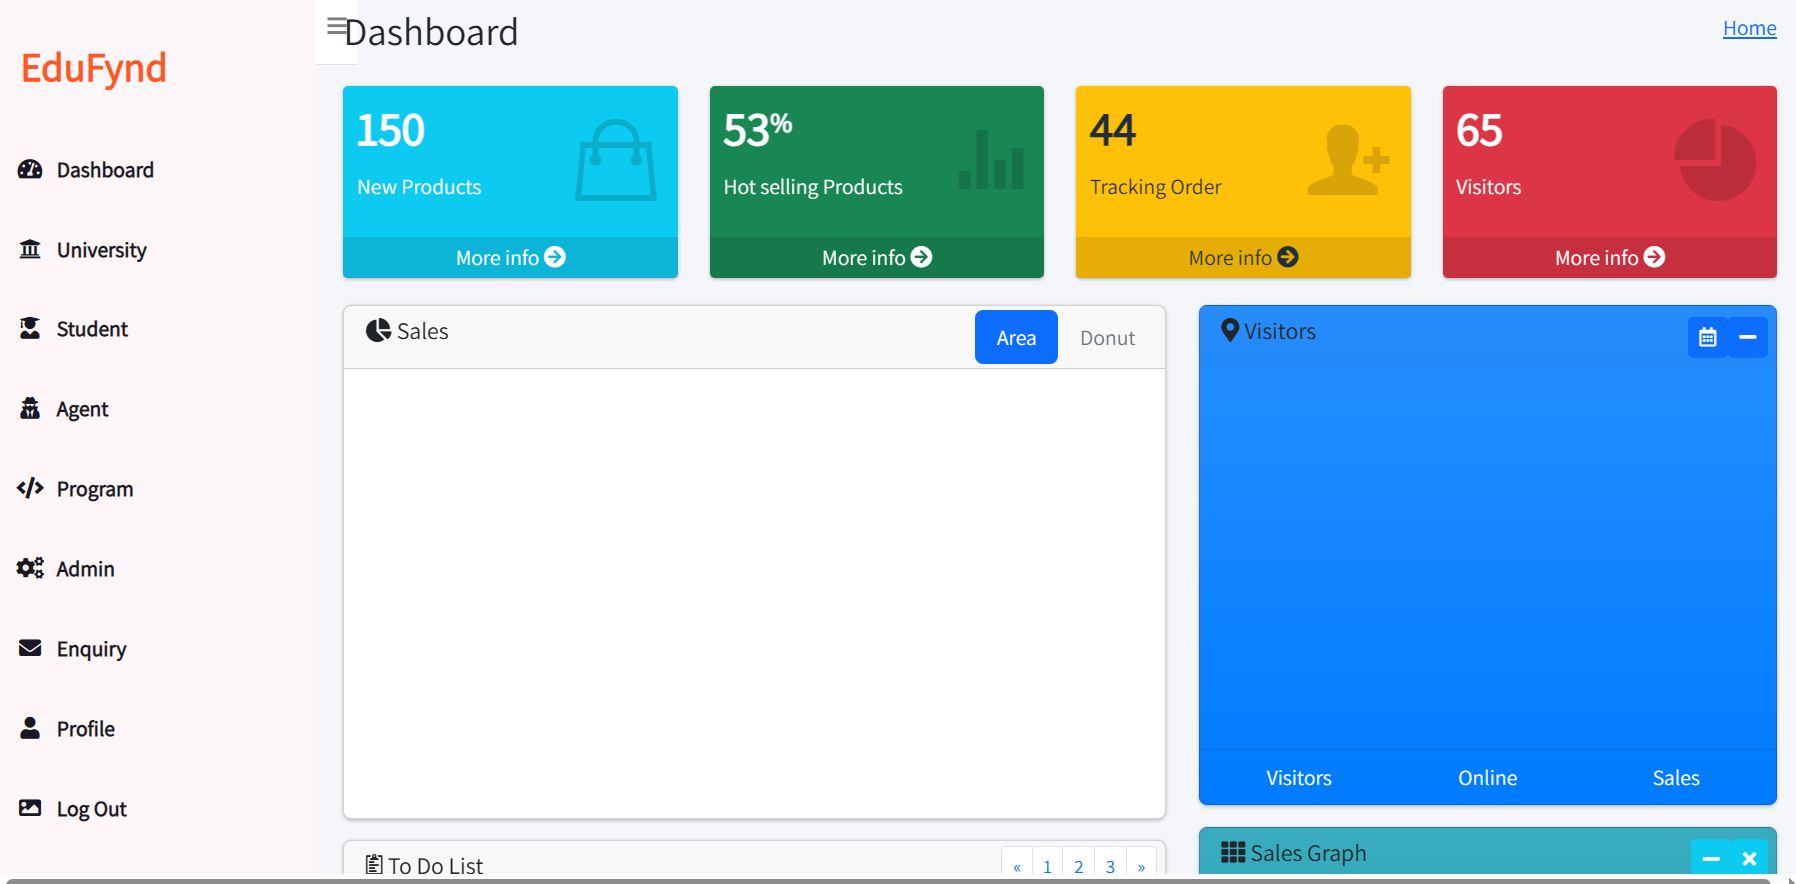 EduFynd
Dashboard
University
Student
Agent
Program
Admin
Enquiry
Profile
Log Out
Dashboard
Home
150
New Products
More info
53%
Hot selling Products
More info
44
Tracking Order
More info
65
Visitors
More info
Sales
Area Donut
Visitors
Visitors Online Sales
To Do List
« 1 2 3 »
Sales Graph